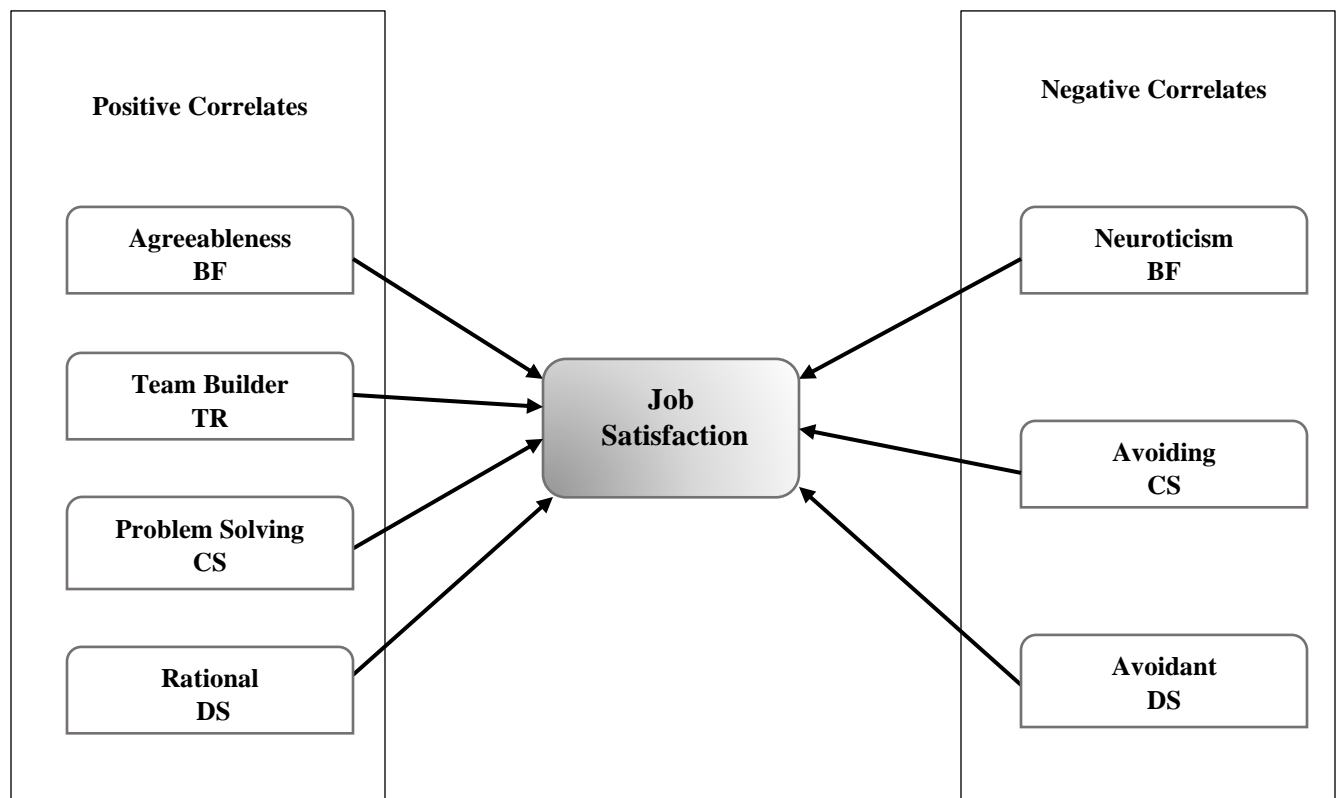 Positive Correlates
Agreeableness
BF
Team Builder
TR
Problem Solving
CS
Rational
DS
Job
Satisfaction
Negative Correlates
Neuroticism
BF
Avoiding
CS
Avoidant
DS